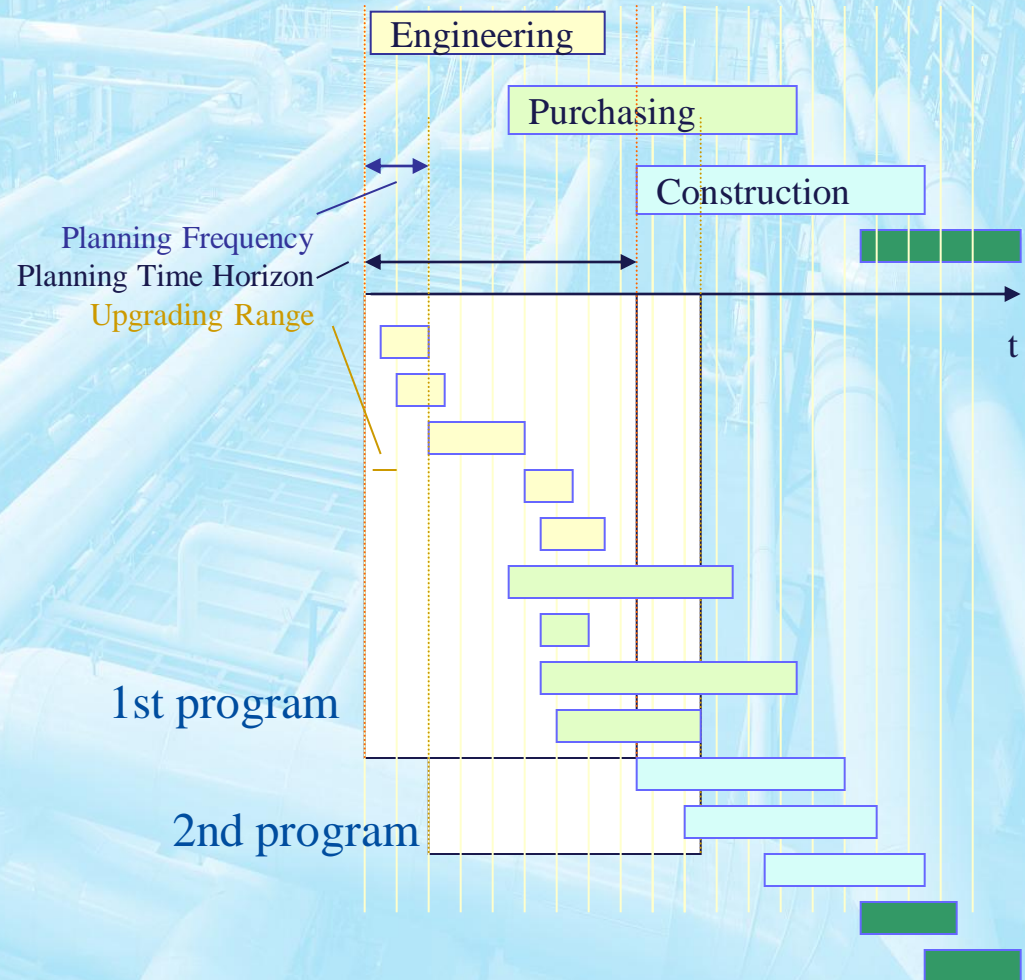 Engineering
Purchasing
Construction
Planning Frequency
Planning Time Horizon
Upgrading Range
t
1st program
2nd program